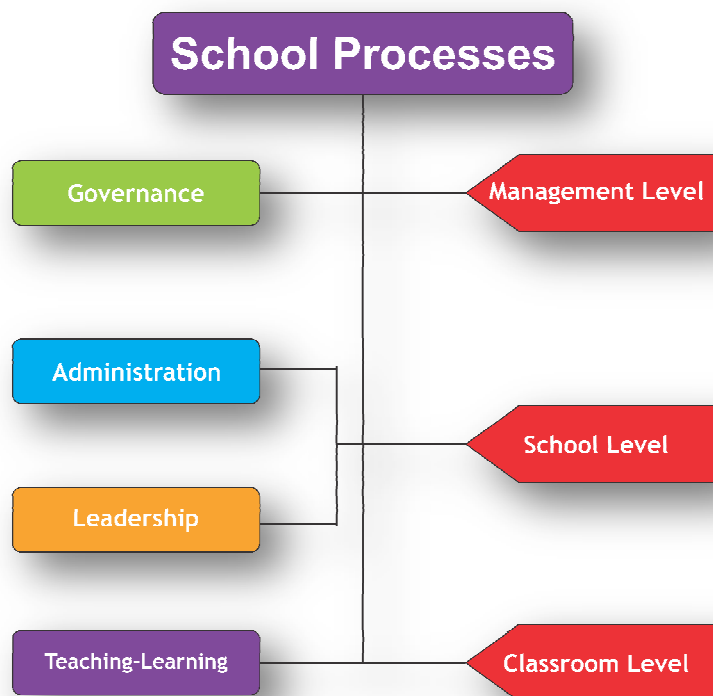 School Processes
Governance
Management Level
Administration
School Level
Leadership
Teaching-Learning
Classroom Level